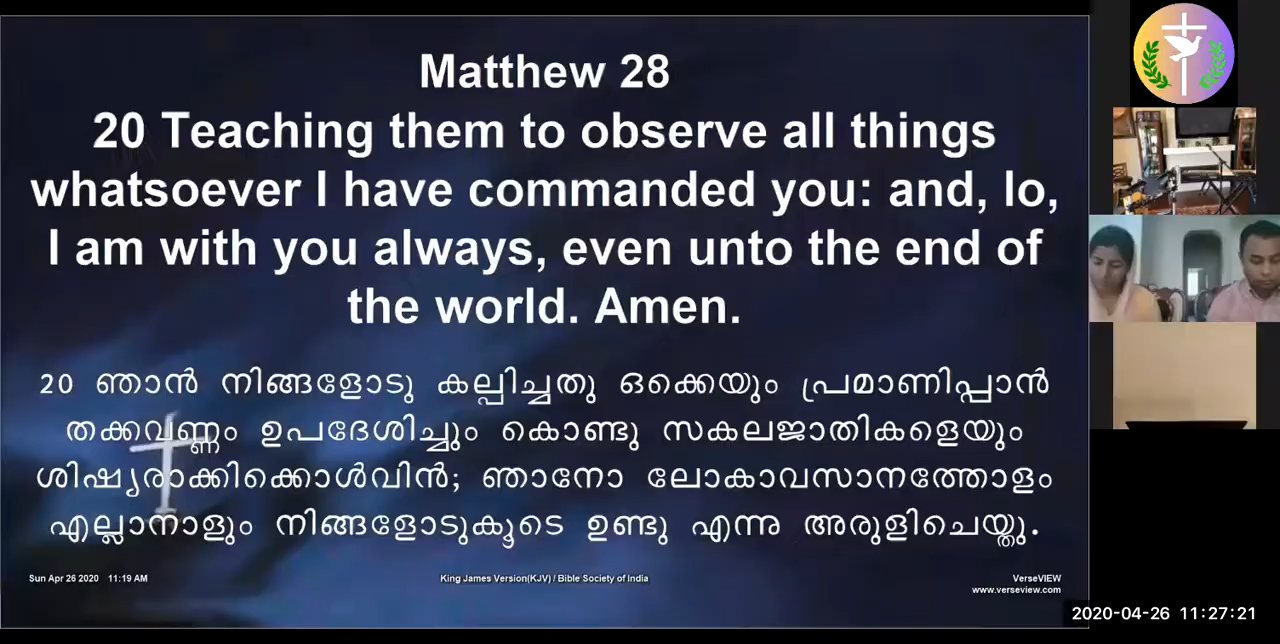 Matthew 28
20 Teaching them to observe all things
whatsoever I have commanded you: and, lo,
I am with you always, even unto the end of
the world. Amen.
20 ഞാൻ നിങ്ങളോടു കല്പിച്ചതു ഒക്കെയും പ്രമാണിപ്പാൻ
തക്കവണ്ണം ഉപദേശിച്ചും കൊണ്ടു സകലജാതികളെയും
ശിഷ്യരാക്കിക്കൊൾവിൻ; ഞാനോ ലോകാവസാനത്തോളം
എല്ലാനാളും നിങ്ങളോടുകൂടെ ഉണ്ടു എന്നു അരുളിചെയ്തു.
Sun Apr 26 2020 11:19 AM
King James Version(KJV) / Bible Society of India
VerseVIEW
www.verseview.com
2020-04-26 11:27:21